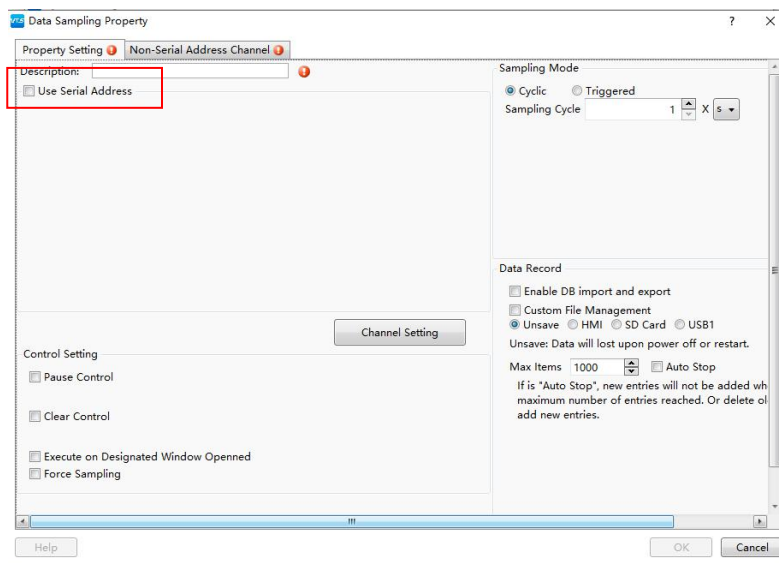 VTS Data Sampling Property ? X
Property Setting Non-Serial Address Channel
Description:
Use Serial Address
Channel Setting
Control Setting
Pause Control
Clear Control
Execute on Designated Window Openned
Force Sampling
Sampling Mode
Cyclic Triggered
Sampling Cycle 1 X s
Data Record
Enable DB import and export
Custom File Management
Unsave HMI SD Card USB1
Unsave: Data will lost upon power off or restart.
Max Items 1000 Auto Stop
If is "Auto Stop", new entries will not be added wh
maximum number of entries reached. Or delete ol
add new entries.
Help OK Cancel